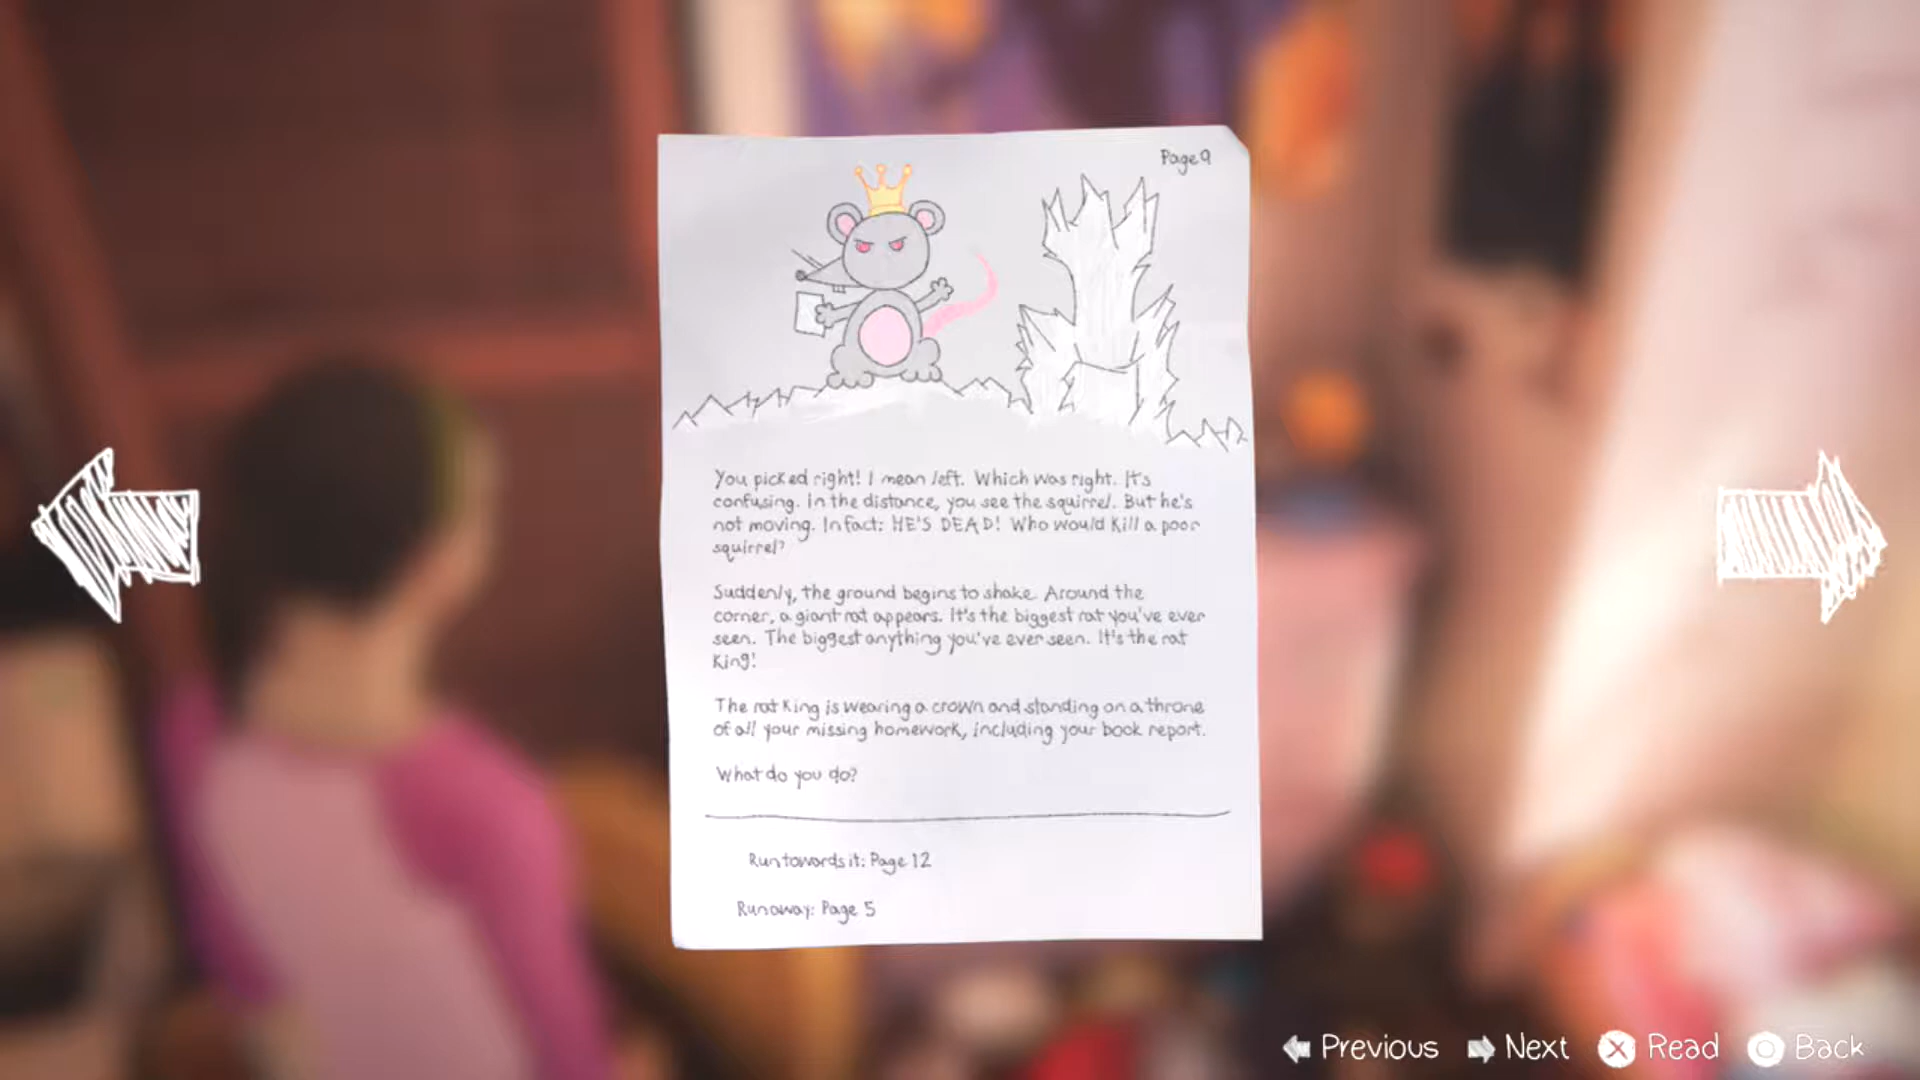 Page 9
You picked right! I mean left. Which was right. It's
confusing. In the distance, you see the squirrel. But he's
not moving. In fact: HE'S DEAD! Who would kill a poor
squirrel?
Suddenly, the ground begins to shake. Around the
corner, a giant rat appears. It's the biggest rat you've ever
seen. The biggest anything you've ever seen. It's the rat
king!
The rat king is wearing a crown and standing on a throne
of all your missing homework, including your book report.
What do you do?
Run towards it: Page 12
Run away: Page 5
Previous Next Read Back